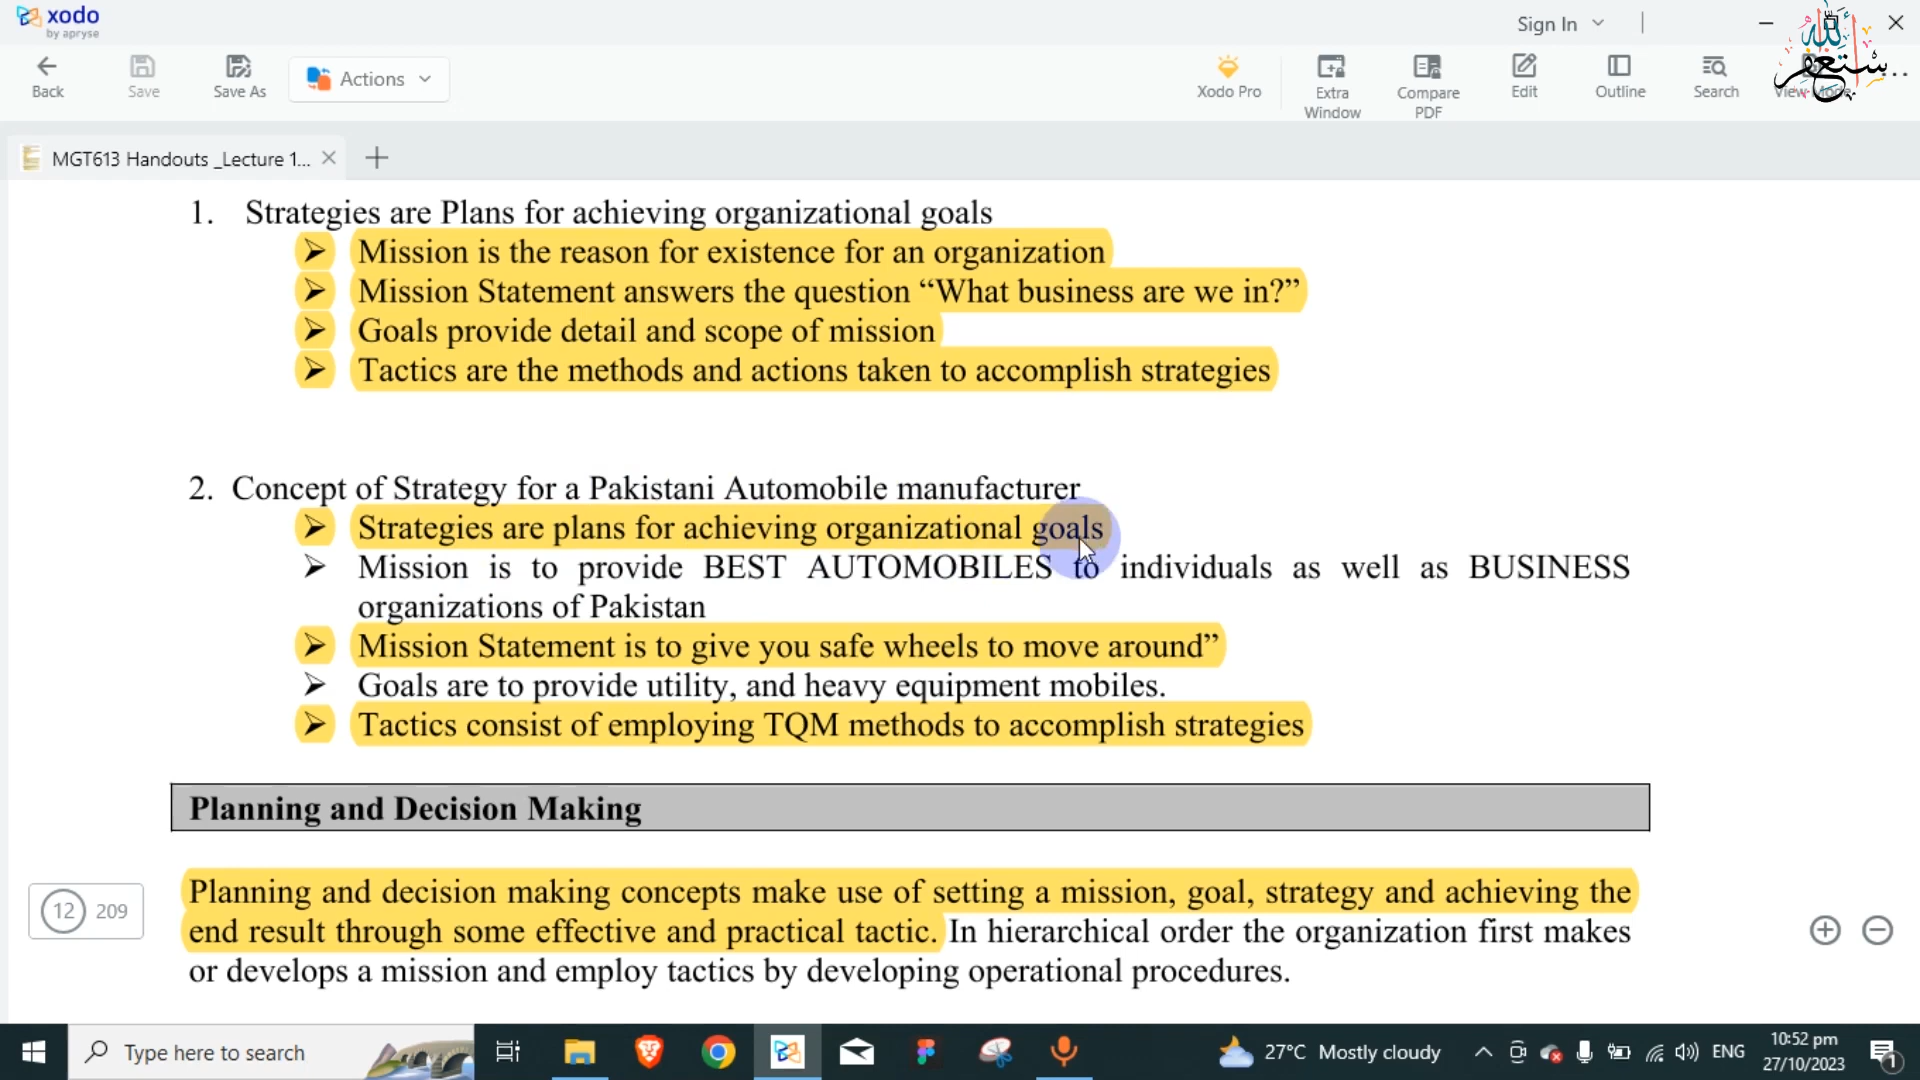 xodo
by apryse
Sign In
Back
Save
Save As
Actions
Xodo Pro
Extra Window
Compare PDF
Edit
Outline
Search
MGT613 Handouts _Lecture 1...
1. Strategies are Plans for achieving organizational goals
➢ Mission is the reason for existence for an organization
➢ Mission Statement answers the question “What business are we in?”
➢ Goals provide detail and scope of mission
➢ Tactics are the methods and actions taken to accomplish strategies
2. Concept of Strategy for a Pakistani Automobile manufacturer
➢ Strategies are plans for achieving organizational goals
➢ Mission is to provide BEST AUTOMOBILES to individuals as well as BUSINESS
organizations of Pakistan
➢ Mission Statement is to give you safe wheels to move around”
➢ Goals are to provide utility, and heavy equipment mobiles.
➢ Tactics consist of employing TQM methods to accomplish strategies
Planning and Decision Making
Planning and decision making concepts make use of setting a mission, goal, strategy and achieving the
end result through some effective and practical tactic. In hierarchical order the organization first makes
or develops a mission and employ tactics by developing operational procedures.
12 209
Type here to search
27°C Mostly cloudy
ENG
10:52 pm
27/10/2023
1